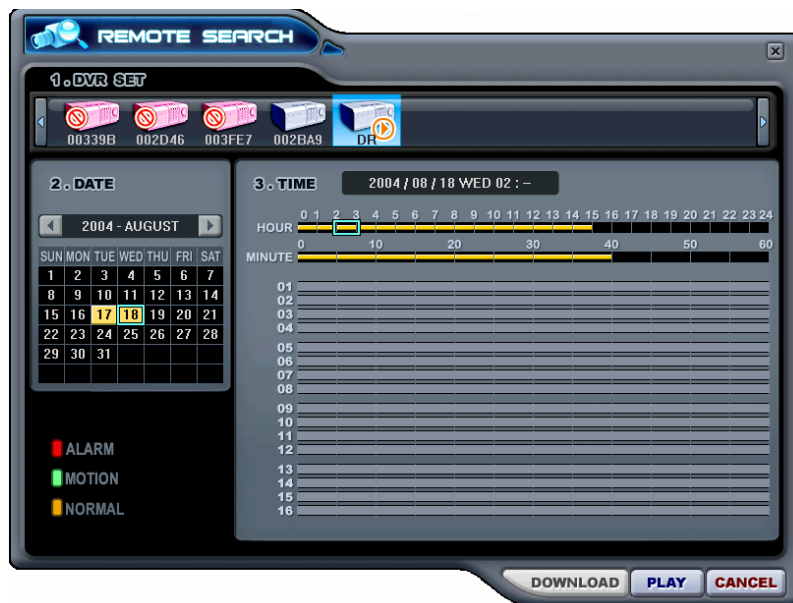 REMOTE SEARCH
1. DVR SET
00339B 002D46 003FE7 002BA9 DR
2. DATE
2004 - AUGUST
SUN MON TUE WED THU FRI SAT
1 2 3 4 5 6 7
8 9 10 11 12 13 14
15 16 17 18 19 20 21
22 23 24 25 26 27 28
29 30 31
ALARM
MOTION
NORMAL
3. TIME 2004 / 08 / 18 WED 02 : --
0 1 2 3 4 5 6 7 8 9 10 11 12 13 14 15 16 17 18 19 20 21 22 23 24
HOUR
0 10 20 30 40 50 60
MINUTE
01
02
03
04
05
06
07
08
09
10
11
12
13
14
15
16
DOWNLOAD PLAY CANCEL